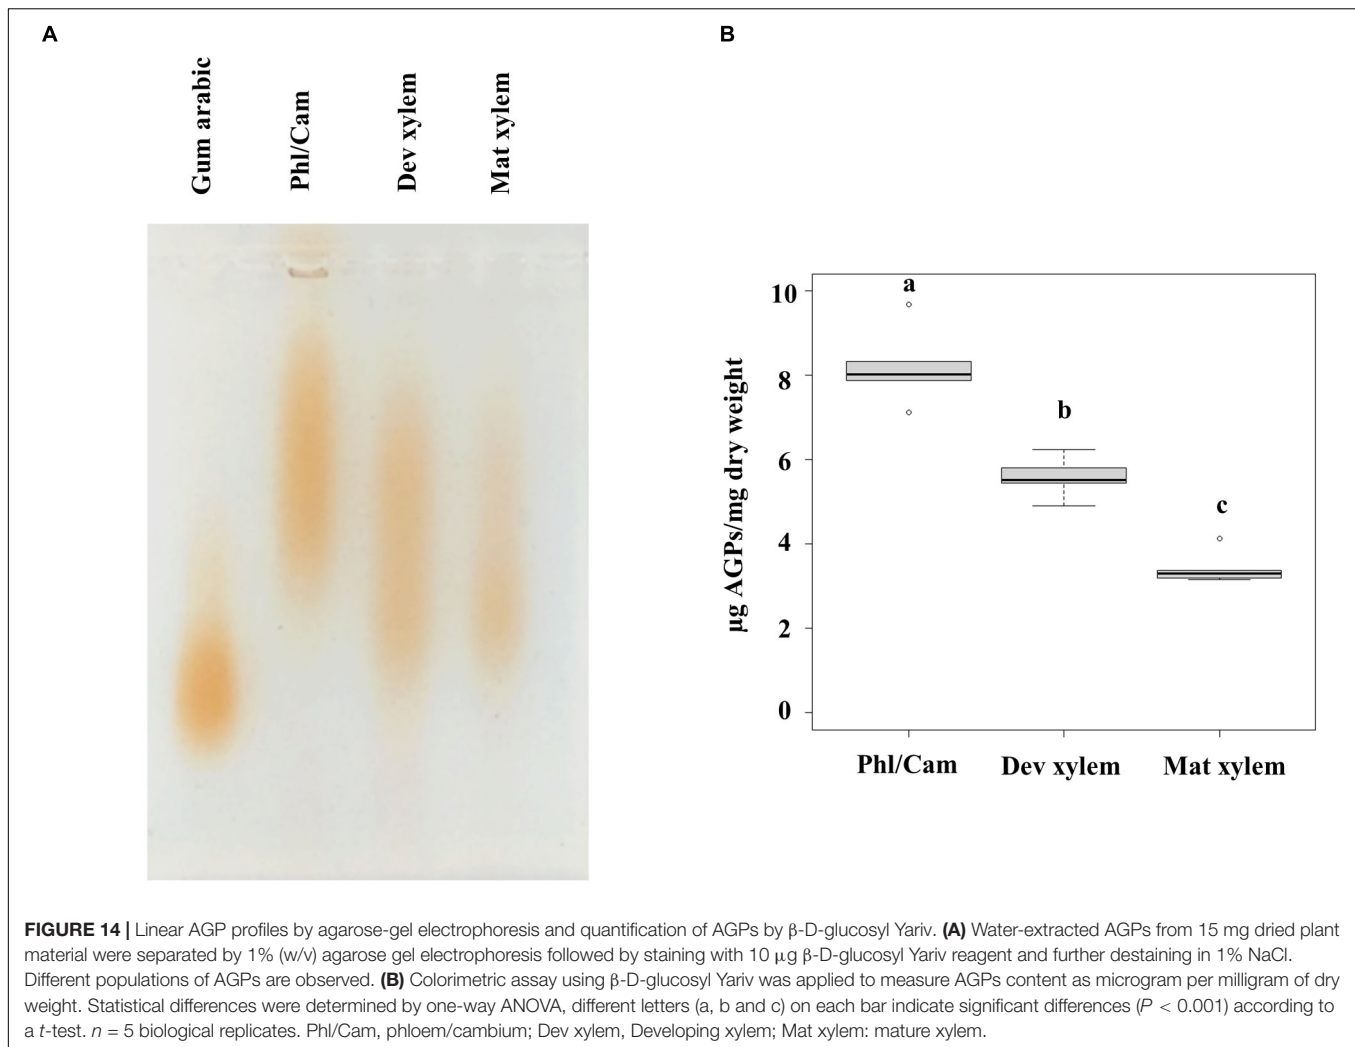 A
B
Gum arabic
Phl/Cam
Dev xylem
Mat xylem
µg AGPs/mg dry weight
10
8
6
4
2
0
a
b
c
Phl/Cam
Dev xylem
Mat xylem
FIGURE 14 | Linear AGP profiles by agarose-gel electrophoresis and quantification of AGPs by β-D-glucosyl Yariv. (A) Water-extracted AGPs from 15 mg dried plant
material were separated by 1% (w/v) agarose gel electrophoresis followed by staining with 10 µg β-D-glucosyl Yariv reagent and further destaining in 1% NaCl.
Different populations of AGPs are observed. (B) Colorimetric assay using β-D-glucosyl Yariv was applied to measure AGPs content as microgram per milligram of dry
weight. Statistical differences were determined by one-way ANOVA, different letters (a, b and c) on each bar indicate significant differences (P < 0.001) according to
a t-test. n = 5 biological replicates. Phl/Cam, phloem/cambium; Dev xylem, Developing xylem; Mat xylem: mature xylem.